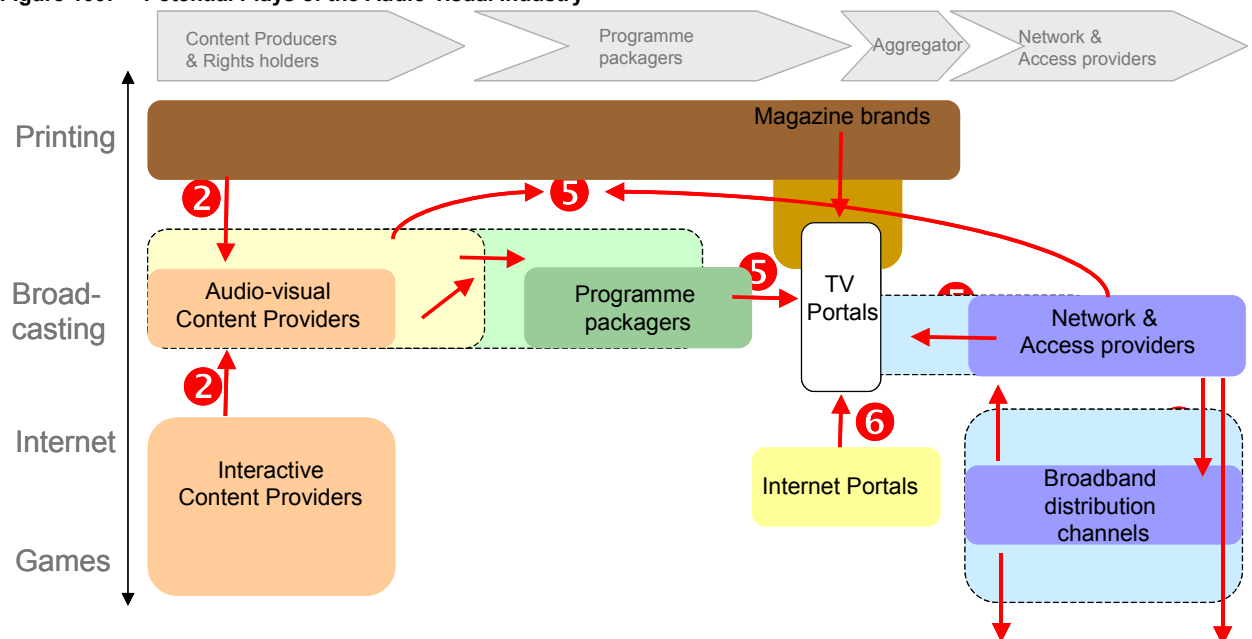 Content Producers
& Rights holders
Programme
packagers
Aggregator
Network &
Access providers
Printing
Magazine brands
2
5
Broad-
casting
Audio-visual
Content Providers
Programme
packagers
5
TV
Portals
Network &
Access providers
2
6
Internet
Interactive
Content Providers
Internet Portals
Broadband
distribution
channels
Games